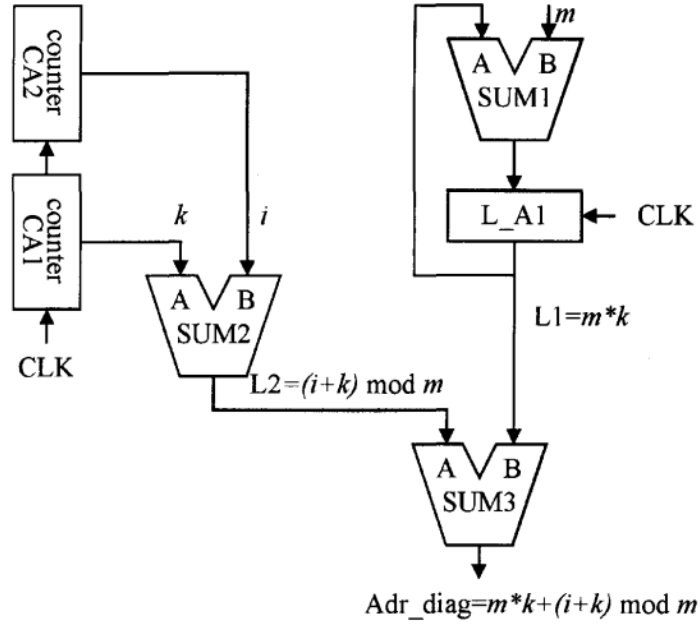 counter
CA2
m
A B
SUM1
counter
CA1
k
i
L_A1
CLK
A B
SUM2
L1=m*k
CLK
L2=(i+k) mod m
A B
SUM3
Adr_diag=m*k+(i+k) mod m